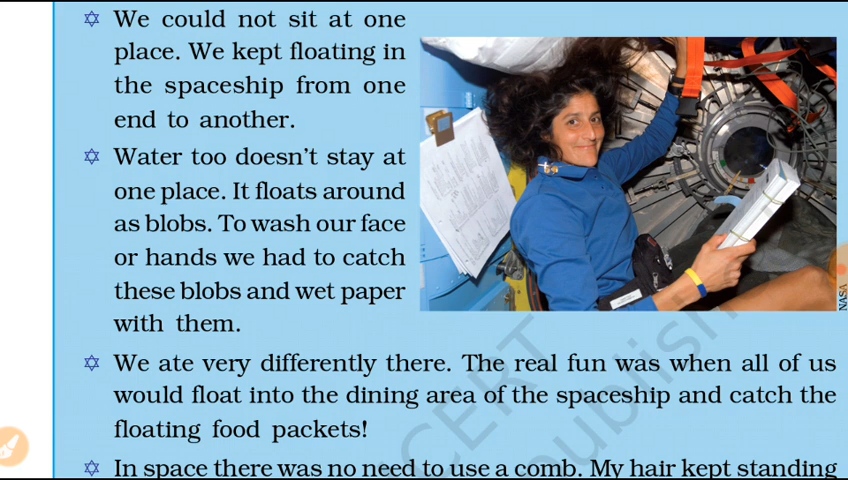 We could not sit at one
place. We kept floating in
the spaceship from one
end to another.
Water too doesn't stay at
one place. It floats around
as blobs. To wash our face
or hands we had to catch
these blobs and wet paper
with them.
NASA
We ate very differently there. The real fun was when all of us
would float into the dining area of the spaceship and catch the
floating food packets!
In space there was no need to use a comb. My hair kept standing